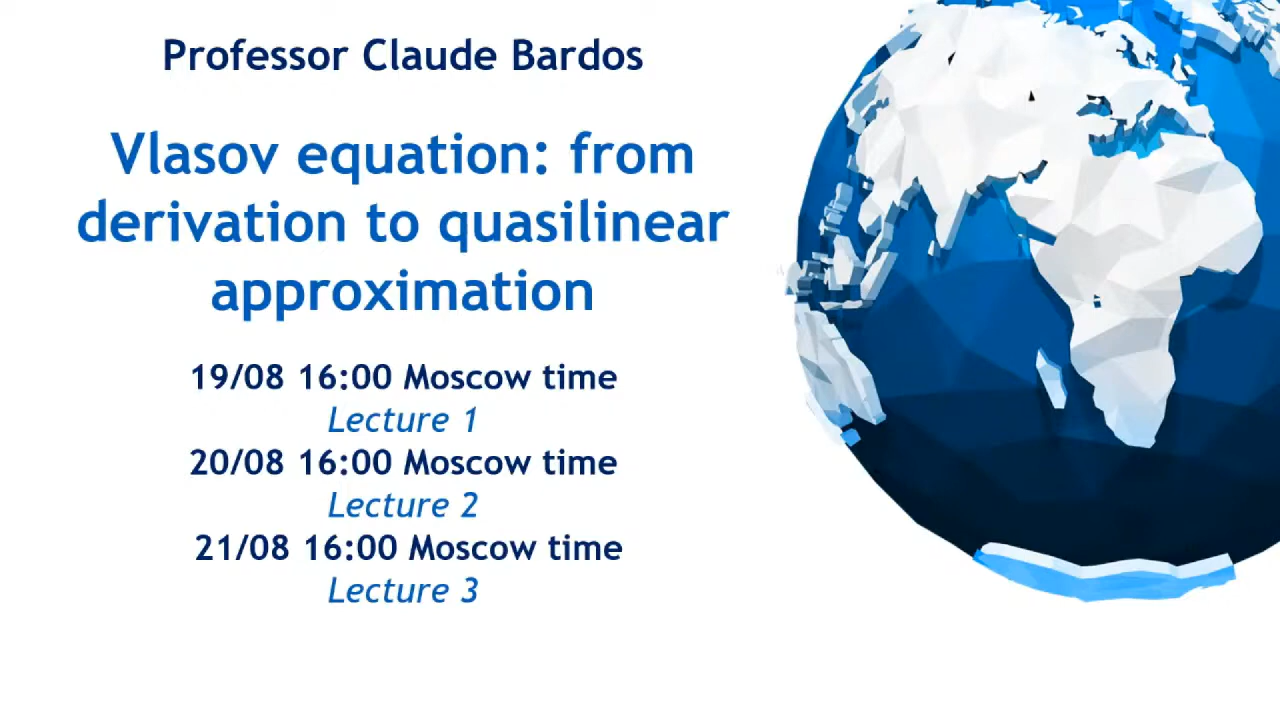 Professor Claude Bardos
Vlasov equation: from
derivation to quasilinear
approximation
19/08 16:00 Moscow time
Lecture 1
20/08 16:00 Moscow time
Lecture 2
21/08 16:00 Moscow time
Lecture 3